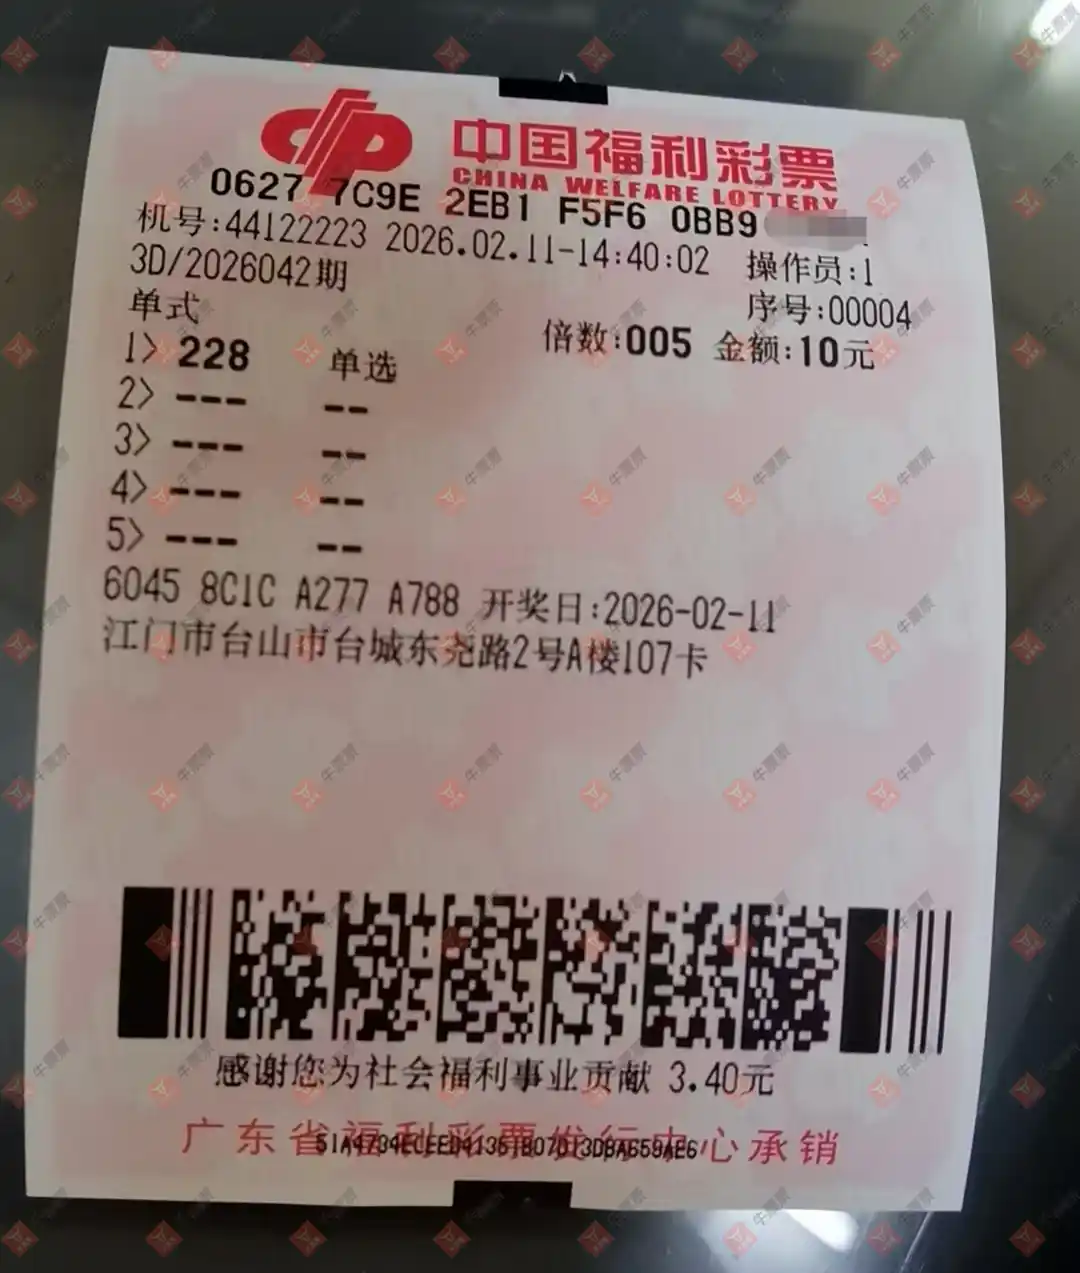 中国福利彩票
CHINA WELFARE LOTTERY
0627 7C9E 2EB1 F5F6 0BB9
机号:44122223 2026.02.11-14:40:02 操作员:1
3D/2026042期 序号:00004
单式 倍数:005 金额:10元
1> 228 单选
2> --- --
3> --- --
4> --- --
5> --- --
6045 8C1C A277 A788 开奖日:2026-02-11
江门市台山市台城东尧路2号A楼107卡
感谢您为社会福利事业贡献 3.40元
广东省福利彩票发行中心承销
牛票票